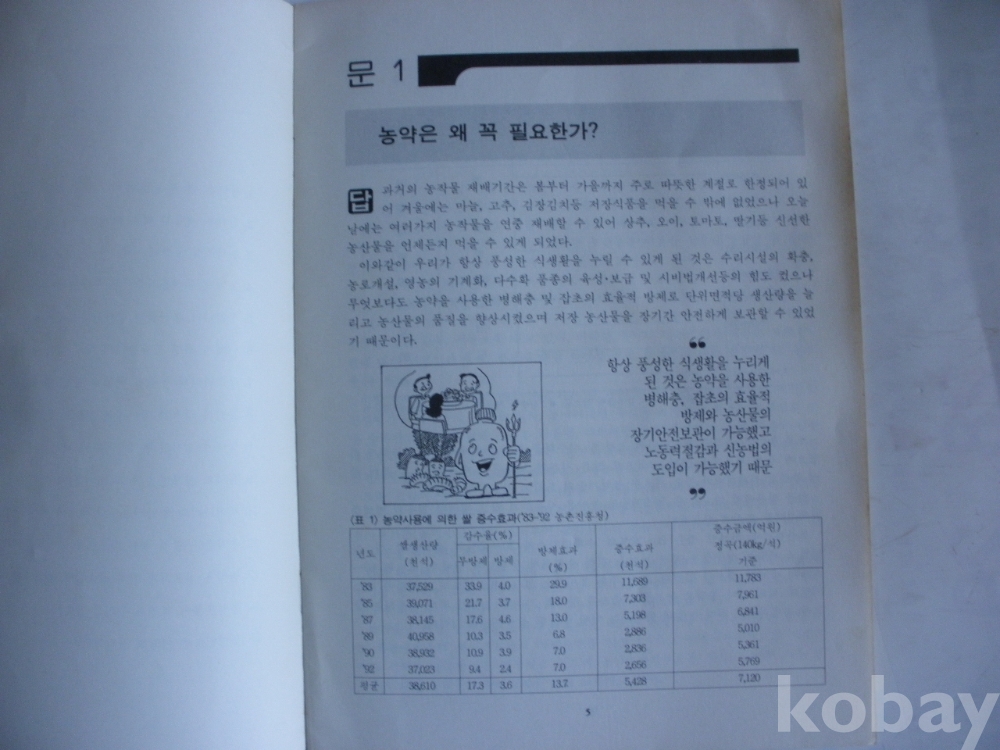 문 1
농약은 왜 꼭 필요한가?
답 과거의 농작물 재배기간은 봄부터 가을까지 주로 따뜻한 계절로 한정되어 있
어 겨울에는 마늘, 고추, 김장김치등 저장식품을 먹을 수 밖에 없었으나 오늘
날에는 여러가지 농작물을 연중 재배할 수 있어 상추, 오이, 토마토, 딸기등 신선한
농산물을 언제든지 먹을 수 있게 되었다.
이와같이 우리가 항상 풍성한 식생활을 누릴 수 있게 된 것은 수리시설의 확충,
농로개설, 영농의 기계화, 다수확 품종의 육성·보급 및 시비법개선등의 힘도 컸으나
무엇보다도 농약을 사용한 병해충 및 잡초의 효율적 방제로 단위면적당 생산량을 늘
리고 농산물의 품질을 향상시켰으며 저장 농산물을 장기간 안전하게 보관할 수 있었
기 때문이다.
“
항상 풍성한 식생활을 누리게
된 것은 농약을 사용한
병해충, 잡초의 효율적
방제와 농산물의
장기안전보관이 가능했고
노동력절감과 신농법의
도입이 가능했기 때문
”
〈표 1〉 농약사용에 의한 쌀 증수효과('83-'92 농촌진흥청)
년도 쌀생산량 (천석) 감수율(%) 무방제 방제 방제효과 (%) 증수효과 (천석) 증수금액(억원) 정곡(140kg/석) 기준
'83 37,529 33.9 4.0 29.9 11,689 11,783
'85 39,071 21.7 3.7 18.0 7,303 7,961
'87 38,145 17.6 4.6 13.0 5,198 6,841
'89 40,958 10.3 3.5 6.8 2,886 5,010
'90 38,932 10.9 3.9 7.0 2,836 5,361
'92 37,023 9.4 2.4 7.0 2,656 5,769
평균 38,610 17.3 3.6 13.7 5,428 7,120
5
kobay